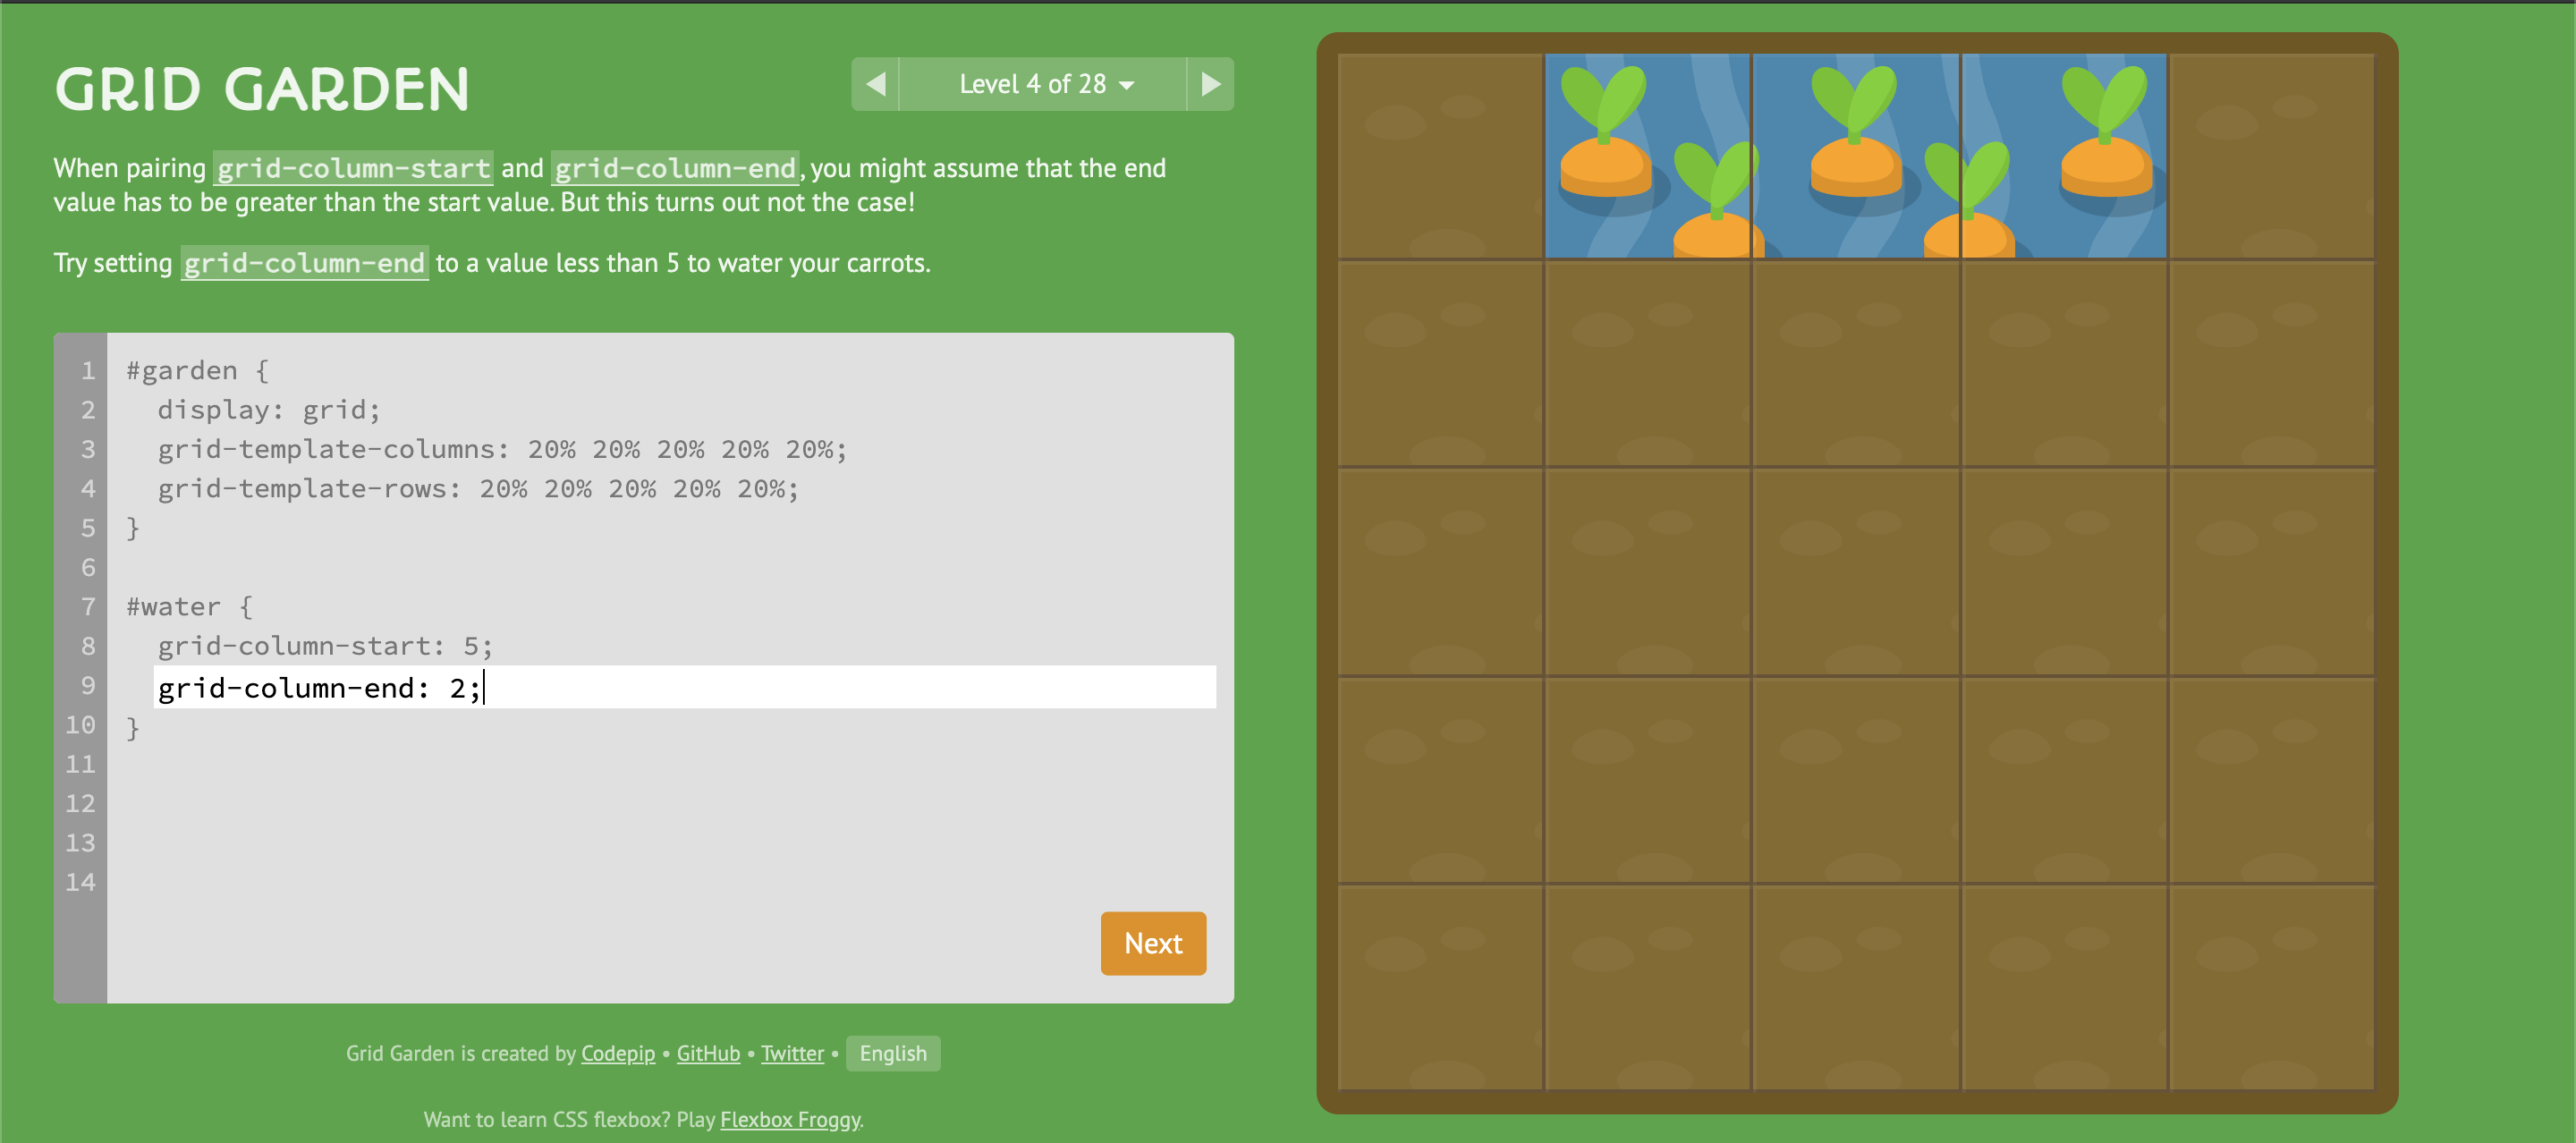 GRID GARDEN
Level 4 of 28
When pairing grid-column-start and grid-column-end, you might assume that the end
value has to be greater than the start value. But this turns out not the case!
Try setting grid-column-end to a value less than 5 to water your carrots.
1 #garden {
2 display: grid;
3 grid-template-columns: 20% 20% 20% 20% 20%;
4 grid-template-rows: 20% 20% 20% 20% 20%;
5 }
6
7 #water {
8 grid-column-start: 5;
9 grid-column-end: 2;
10 }
11
12
13
14
Next
Grid Garden is created by Codepip • GitHub • Twitter • English
Want to learn CSS flexbox? Play Flexbox Froggy.